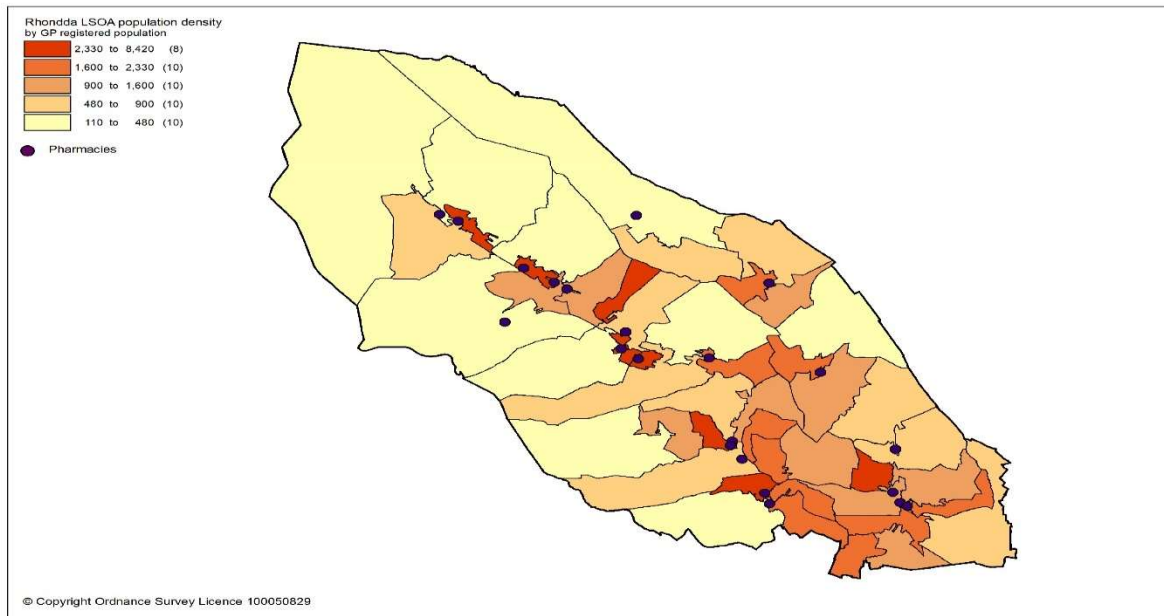 Rhondda LSOA population density
by GP registered population
2,330 to 8,420 (8)
1,600 to 2,330 (10)
900 to 1,600 (10)
480 to 900 (10)
110 to 480 (10)
Pharmacies
© Copyright Ordnance Survey Licence 100050829